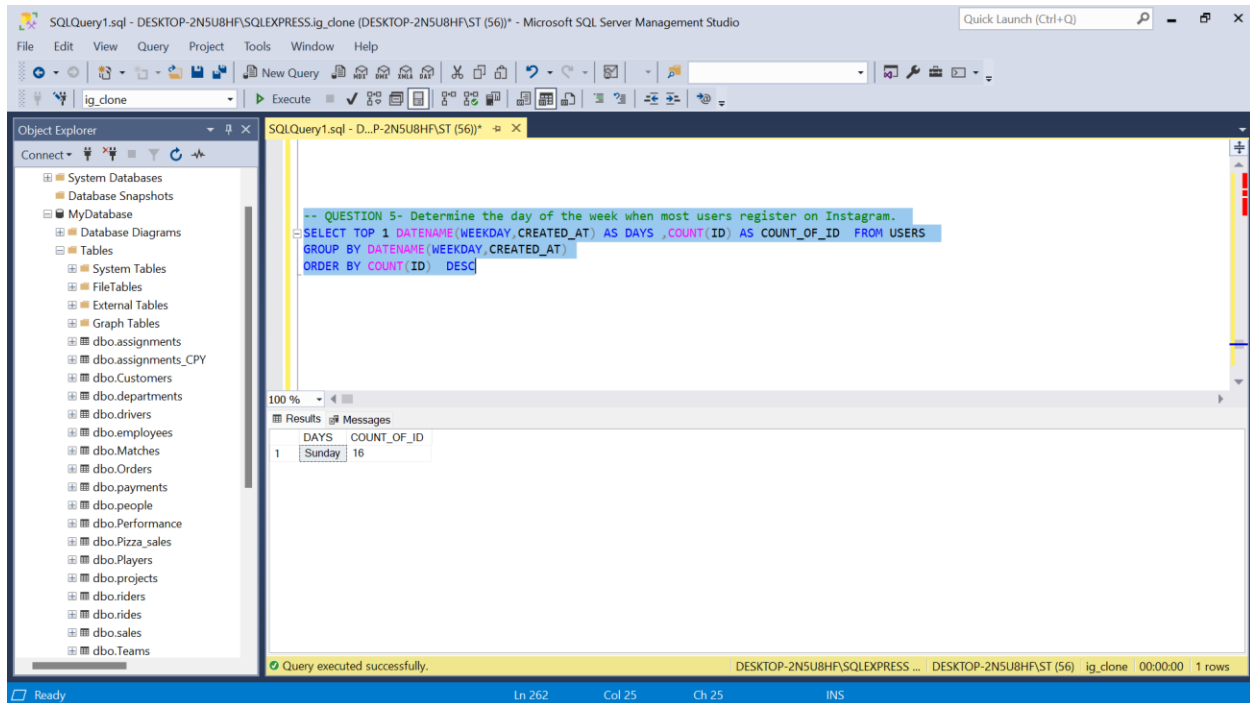 SQLQuery1.sql - DESKTOP-2N5U8HF\SQLEXPRESS.ig_clone (DESKTOP-2N5U8HF\ST (56))* - Microsoft SQL Server Management Studio
Quick Launch (Ctrl+Q)
File Edit View Query Project Tools Window Help
New Query MDX DMX XMLA DAX
ig_clone Execute
Object Explorer
SQLQuery1.sql - D...P-2N5U8HF\ST (56))*
Connect
System Databases
Database Snapshots
MyDatabase
Database Diagrams
Tables
System Tables
FileTables
External Tables
Graph Tables
dbo.assignments
dbo.assignments_CPY
dbo.Customers
dbo.departments
dbo.drivers
dbo.employees
dbo.Matches
dbo.Orders
dbo.payments
dbo.people
dbo.Performance
dbo.Pizza_sales
dbo.Players
dbo.projects
dbo.riders
dbo.rides
dbo.sales
dbo.Teams
-- QUESTION 5- Determine the day of the week when most users register on Instagram.
SELECT TOP 1 DATENAME(WEEKDAY,CREATED_AT) AS DAYS ,COUNT(ID) AS COUNT_OF_ID FROM USERS
GROUP BY DATENAME(WEEKDAY,CREATED_AT)
ORDER BY COUNT(ID) DESC
100 %
Results Messages
DAYS COUNT_OF_ID
1 Sunday 16
Query executed successfully. DESKTOP-2N5U8HF\SQLEXPRESS ... DESKTOP-2N5U8HF\ST (56) ig_clone 00:00:00 1 rows
Ready Ln 262 Col 25 Ch 25 INS